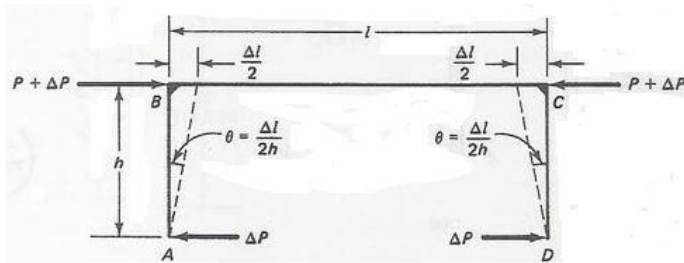 l
Δl/2
Δl/2
P + ΔP
B
C
P + ΔP
h
θ = Δl/2h
θ = Δl/2h
ΔP
ΔP
A
D